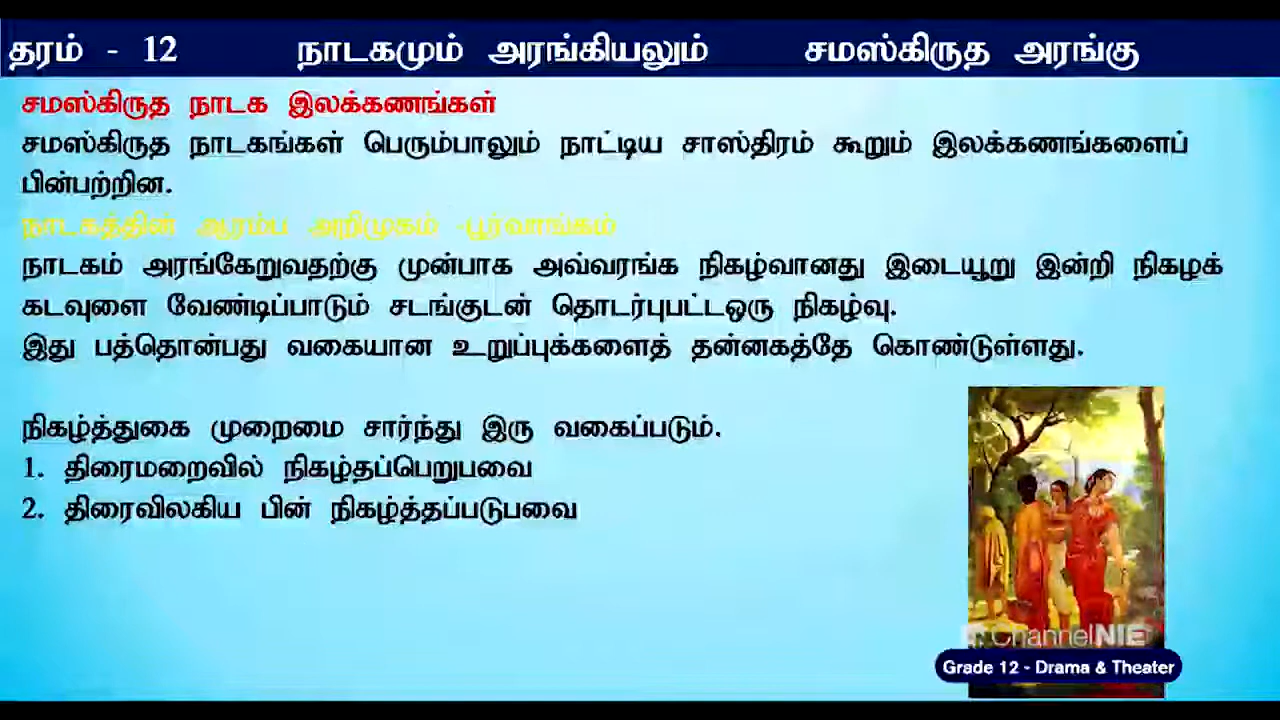 தரம் - 12 நாடகமும் அரங்கியலும் சமஸ்கிருத அரங்கு
சமஸ்கிருத நாடக இலக்கணங்கள்
சமஸ்கிருத நாடகங்கள் பெரும்பாலும் நாட்டிய சாஸ்திரம் கூறும் இலக்கணங்களைப்
பின்பற்றின.
நாடகத்தின் ஆரம்ப அறிமுகம் -பூர்வாங்கம்
நாடகம் அரங்கேறுவதற்கு முன்பாக அவ்வரங்க நிகழ்வானது இடையூறு இன்றி நிகழக்
கடவுளை வேண்டிப்பாடும் சடங்குடன் தொடர்புபட்டஒரு நிகழ்வு.
இது பத்தொன்பது வகையான உறுப்புக்களைத் தன்னகத்தே கொண்டுள்ளது.
நிகழ்த்துகை முறைமை சார்ந்து இரு வகைப்படும்.
1. திரைமறைவில் நிகழ்தப்பெறுபவை
2. திரைவிலகிய பின் நிகழ்த்தப்படுபவை
ChannelNIE
Grade 12 - Drama & Theater